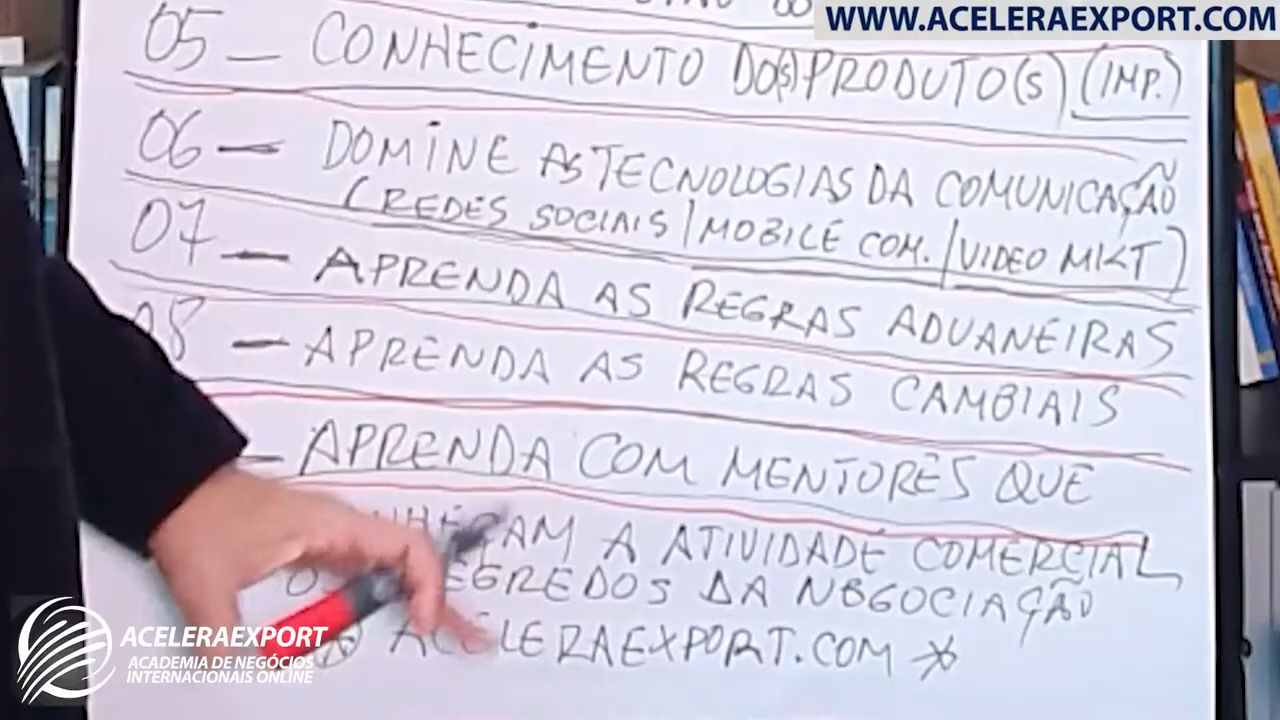 WWW.ACELERAEXPORT.COM
05 — CONHECIMENTO DO(S) PRODUTO(S) (IMP.)
06 — DOMINE AS TECNOLOGIAS DA COMUNICAÇÃO
(REDES SOCIAIS / MOBILE COM. / VIDEO MKT)
07 — APRENDA AS REGRAS ADUANEIRAS
08 — APRENDA AS REGRAS CAMBIAIS
— APRENDA COM MENTORES QUE
A ATIVIDADE COMERCIAL
DA NEGOCIAÇÃO
ACELERAEXPORT.COM
ACELERAEXPORT
ACADEMIA DE NEGÓCIOS
INTERNACIONAIS ONLINE